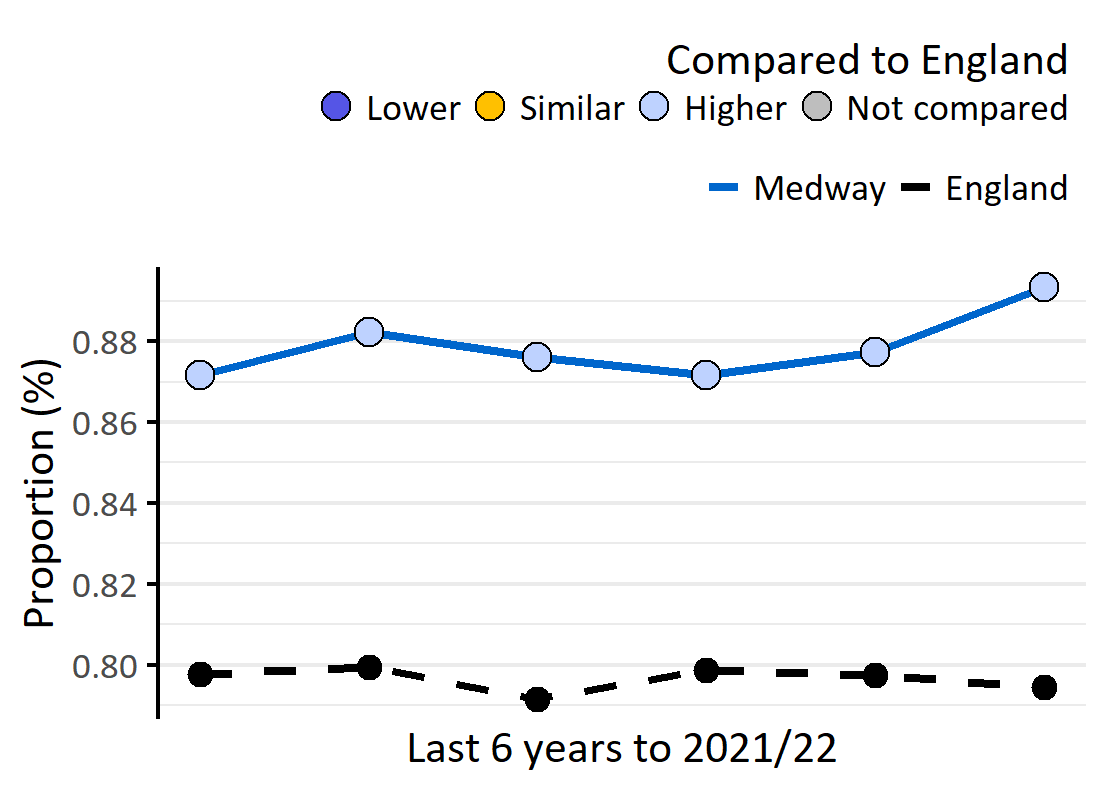 Compared to England
Lower Similar Higher Not compared
Medway England
Proportion (%)
0.88
0.86
0.84
0.82
0.80
Last 6 years to 2021/22